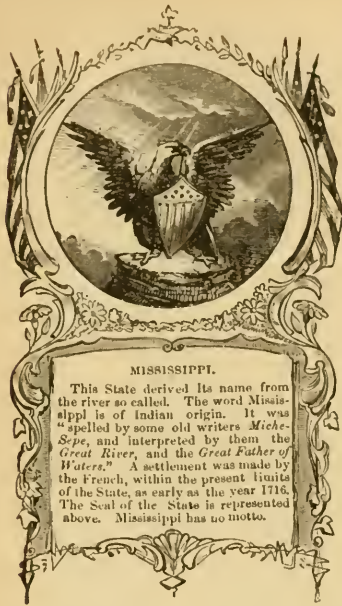 MISSISSIPPI.
This State derived its name from
the river so called. The word Missis-
sippi is of Indian origin. It was
"spelled by some old writers Miche-
Sepe, and interpreted by them the
Great River, and the Great Father of
Waters." A settlement was made by
the French, within the present limits
of the State, as early as the year 1716.
The Seal of the State is represented
above. Mississippi has no motto.